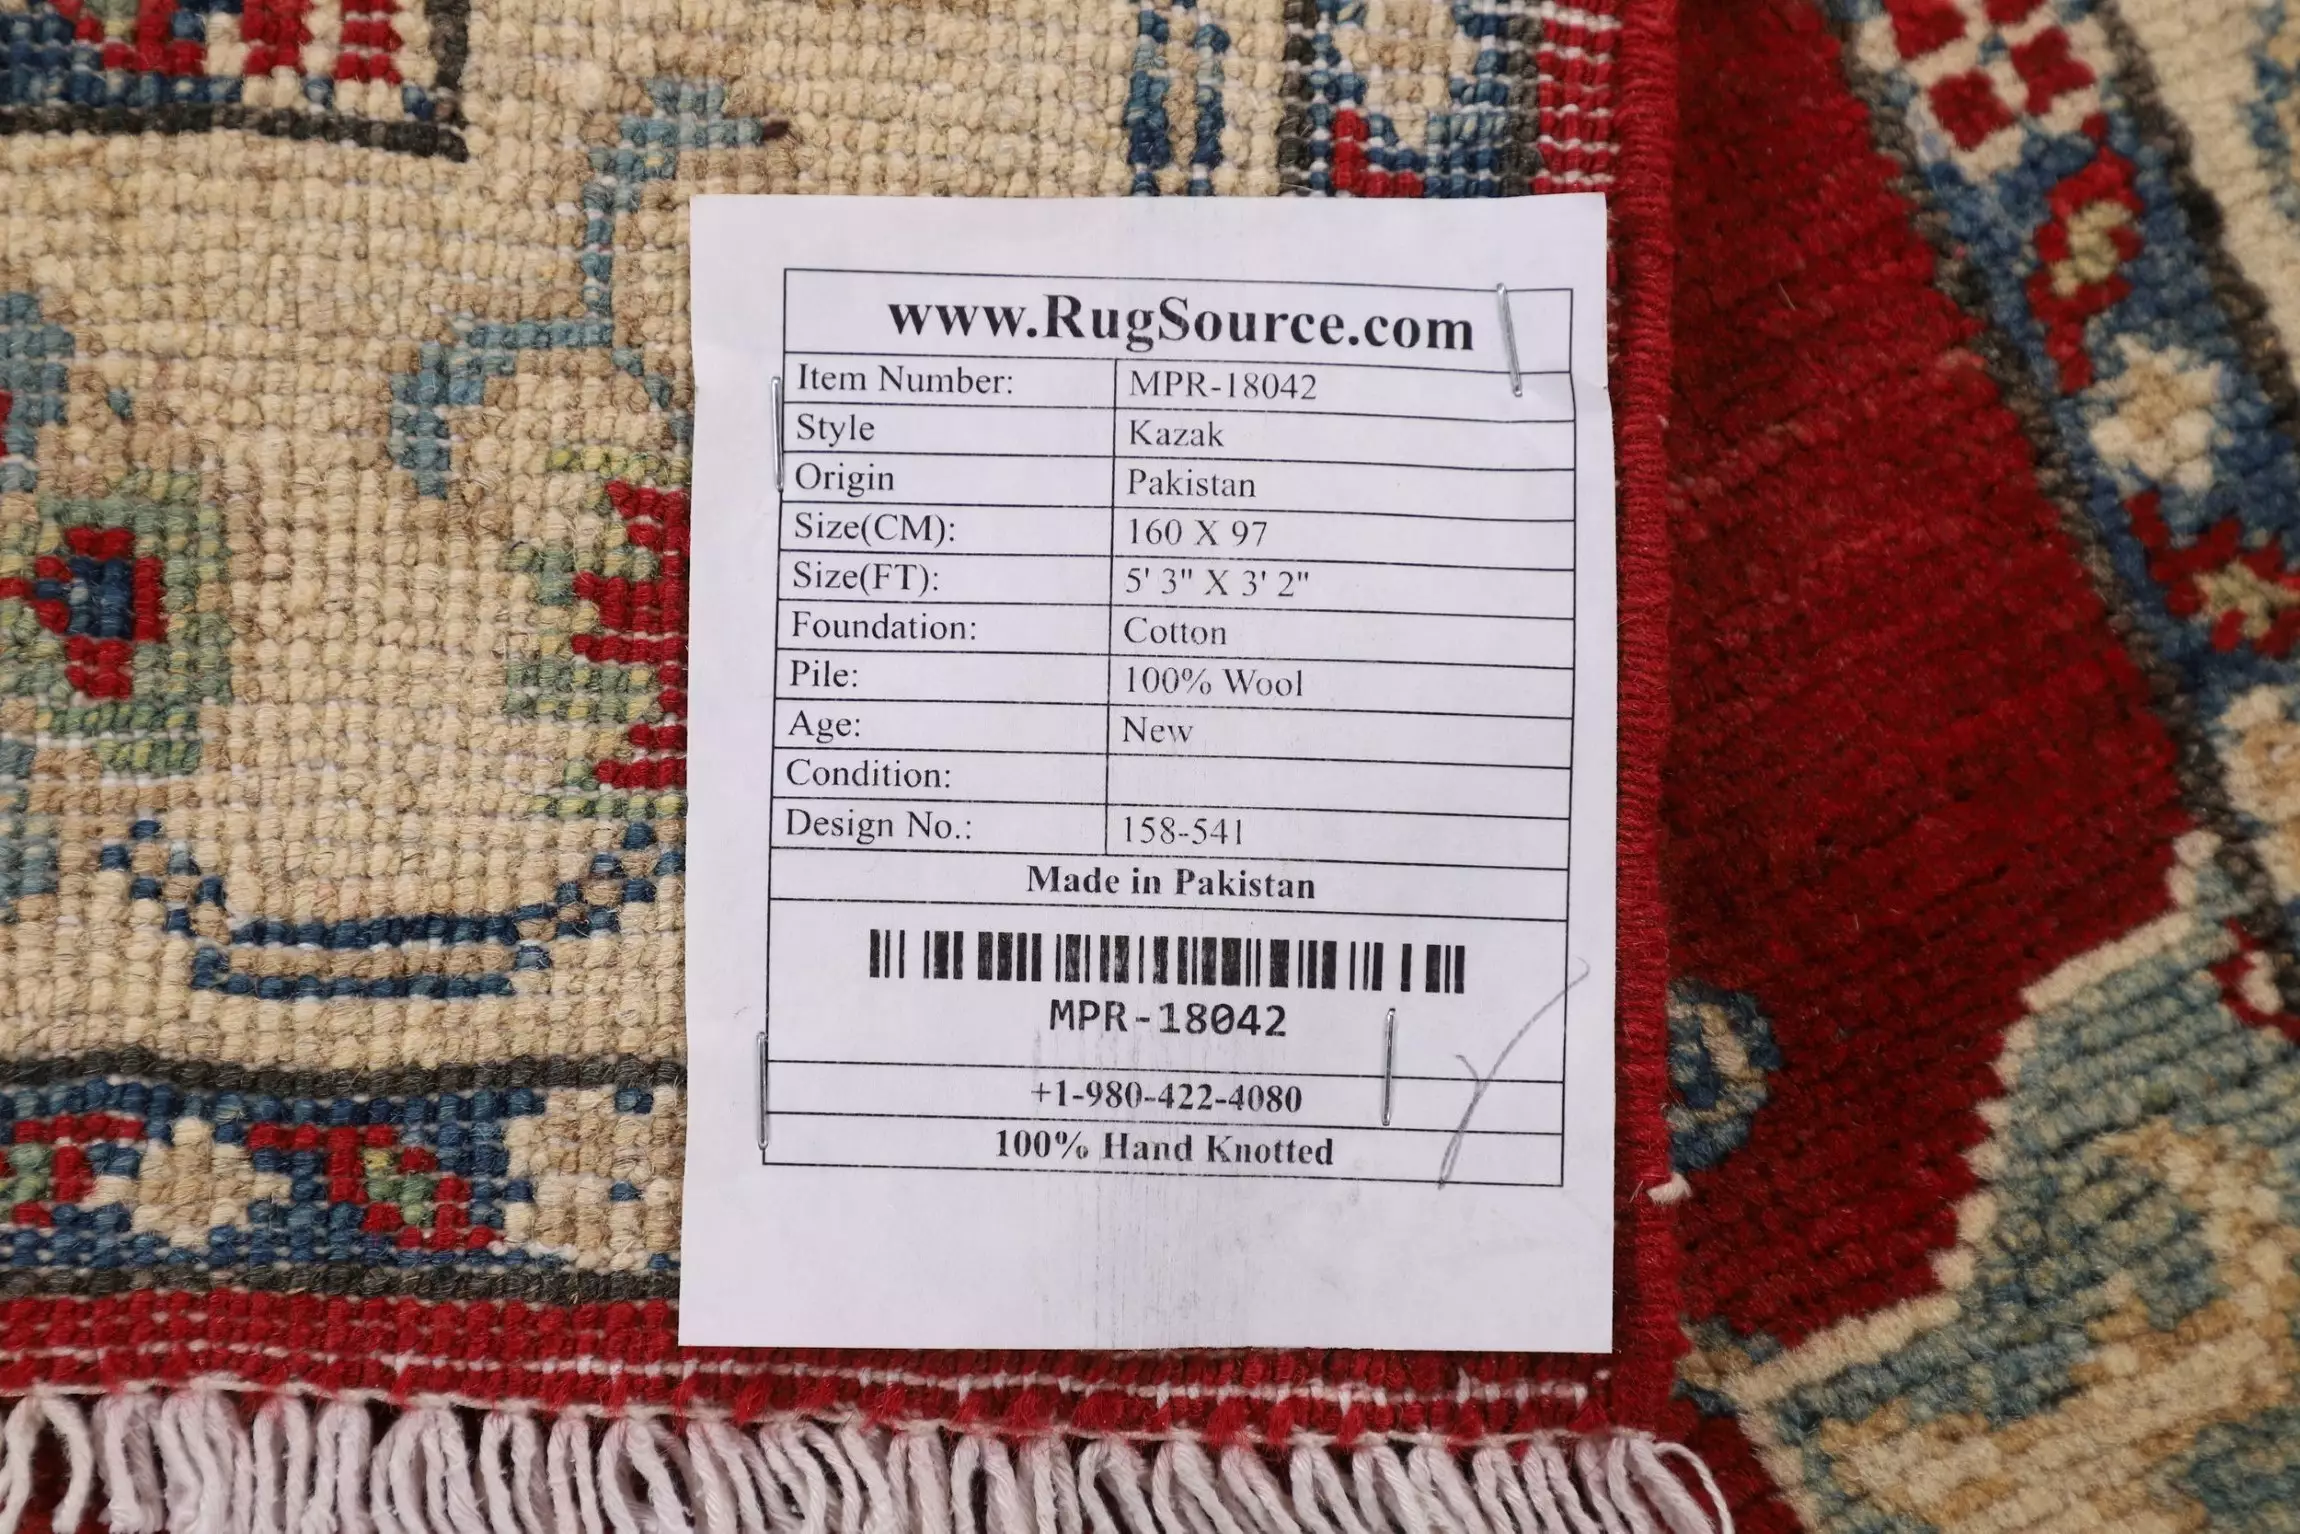 www.RugSource.com
Item Number: MPR-18042
Style Kazak
Origin Pakistan
Size(CM): 160 X 97
Size(FT): 5' 3" X 3' 2"
Foundation: Cotton
Pile: 100% Wool
Age: New
Condition:
Design No.: 158-541
Made in Pakistan
MPR-18042
+1-980-422-4080
100% Hand Knotted